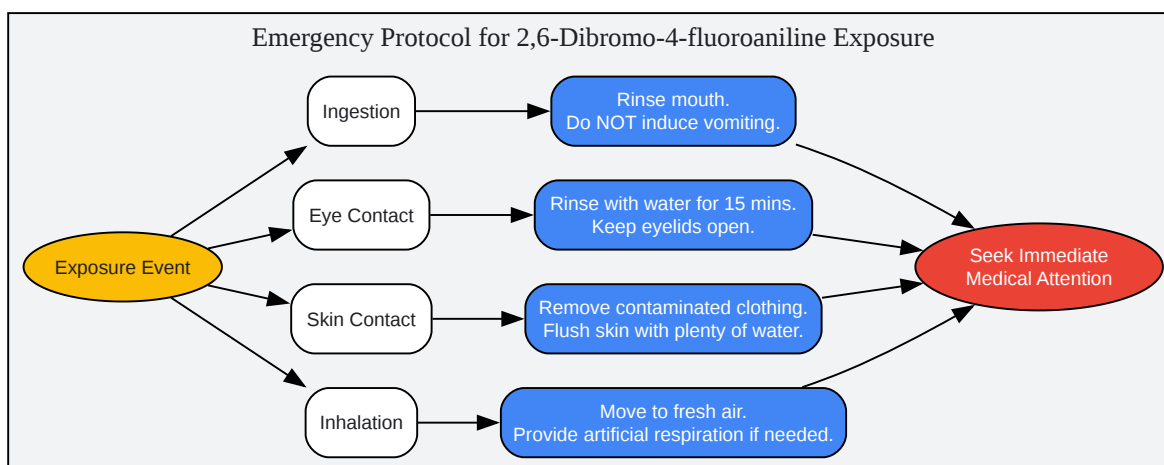 Emergency Protocol for 2,6-Dibromo-4-fluoroaniline Exposure
Exposure Event
Ingestion
Rinse mouth.
Do NOT induce vomiting.
Eye Contact
Rinse with water for 15 mins.
Keep eyelids open.
Skin Contact
Remove contaminated clothing.
Flush skin with plenty of water.
Inhalation
Move to fresh air.
Provide artificial respiration if needed.
Seek Immediate
Medical Attention